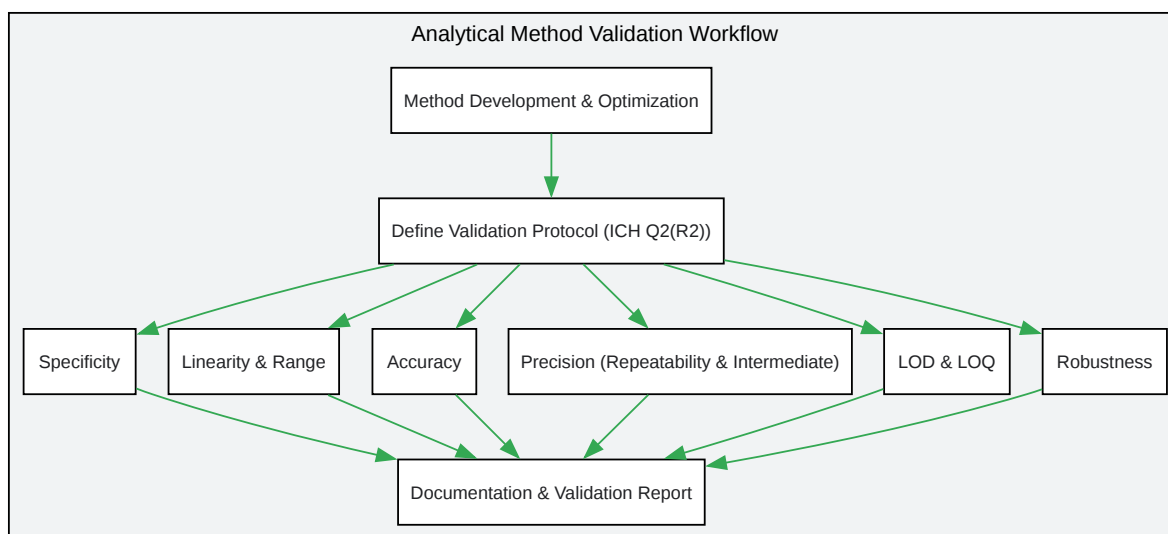 Analytical Method Validation Workflow
Method Development & Optimization
Define Validation Protocol (ICH Q2(R2))
Specificity
Linearity & Range
Accuracy
Precision (Repeatability & Intermediate)
LOD & LOQ
Robustness
Documentation & Validation Report